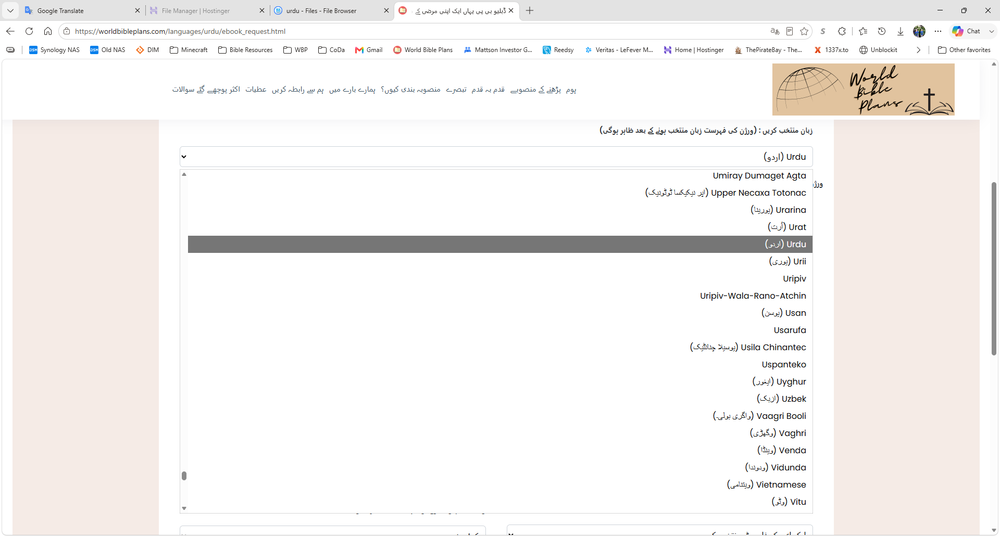 Google Translate
File Manager | Hostinger
urdu - Files - File Browser
ڈبلیو بی پی یہاں ایک اپنی مرضی کے
https://worldbibleplans.com/languages/urdu/ebook_request.html
Chat
Synology NAS
Old NAS
DIM
Minecraft
Bible Resources
WBP
CoDa
Gmail
World Bible Plans
Mattson Investor G...
Reedsy
Veritas - LeFever M...
Home | Hostinger
ThePirateBay - The...
1337x.to
Unblockit
Other favorites
ہوم پڑھنے کے منصوبے قدم بہ قدم تبصرے منصوبہ بندی کیوں؟ ہمارے بارے میں ہم سے رابطہ کریں عطیات اکثر پوچھے گئے سوالات
World
Bible
Plans
زبان منتخب کریں : (ورژن کی فہرست زبان منتخب ہونے کے بعد ظاہر ہوگی)
Urdu (اردو)
Umiray Dumaget Agta
Upper Necaxa Totonac (اپر نیکیکسا ٹوٹونیک)
Urarina (یورینا)
Urat (اُرت)
Urdu (اردو)
Urii (یوری)
Uripiv
Uripiv-Wala-Rano-Atchin
Usan (یوسن)
Usarufa
Usila Chinantec (یوسیلا چنانٹیک)
Uspanteko
Uyghur (ایغور)
Uzbek (ازبک)
Vaagri Booli (واگری بولی۔)
Vaghri (وگھڑی)
Venda (وینڈا)
Vidunda (ودوندا)
Vietnamese (ویتنامی)
Vitu (وٹو)